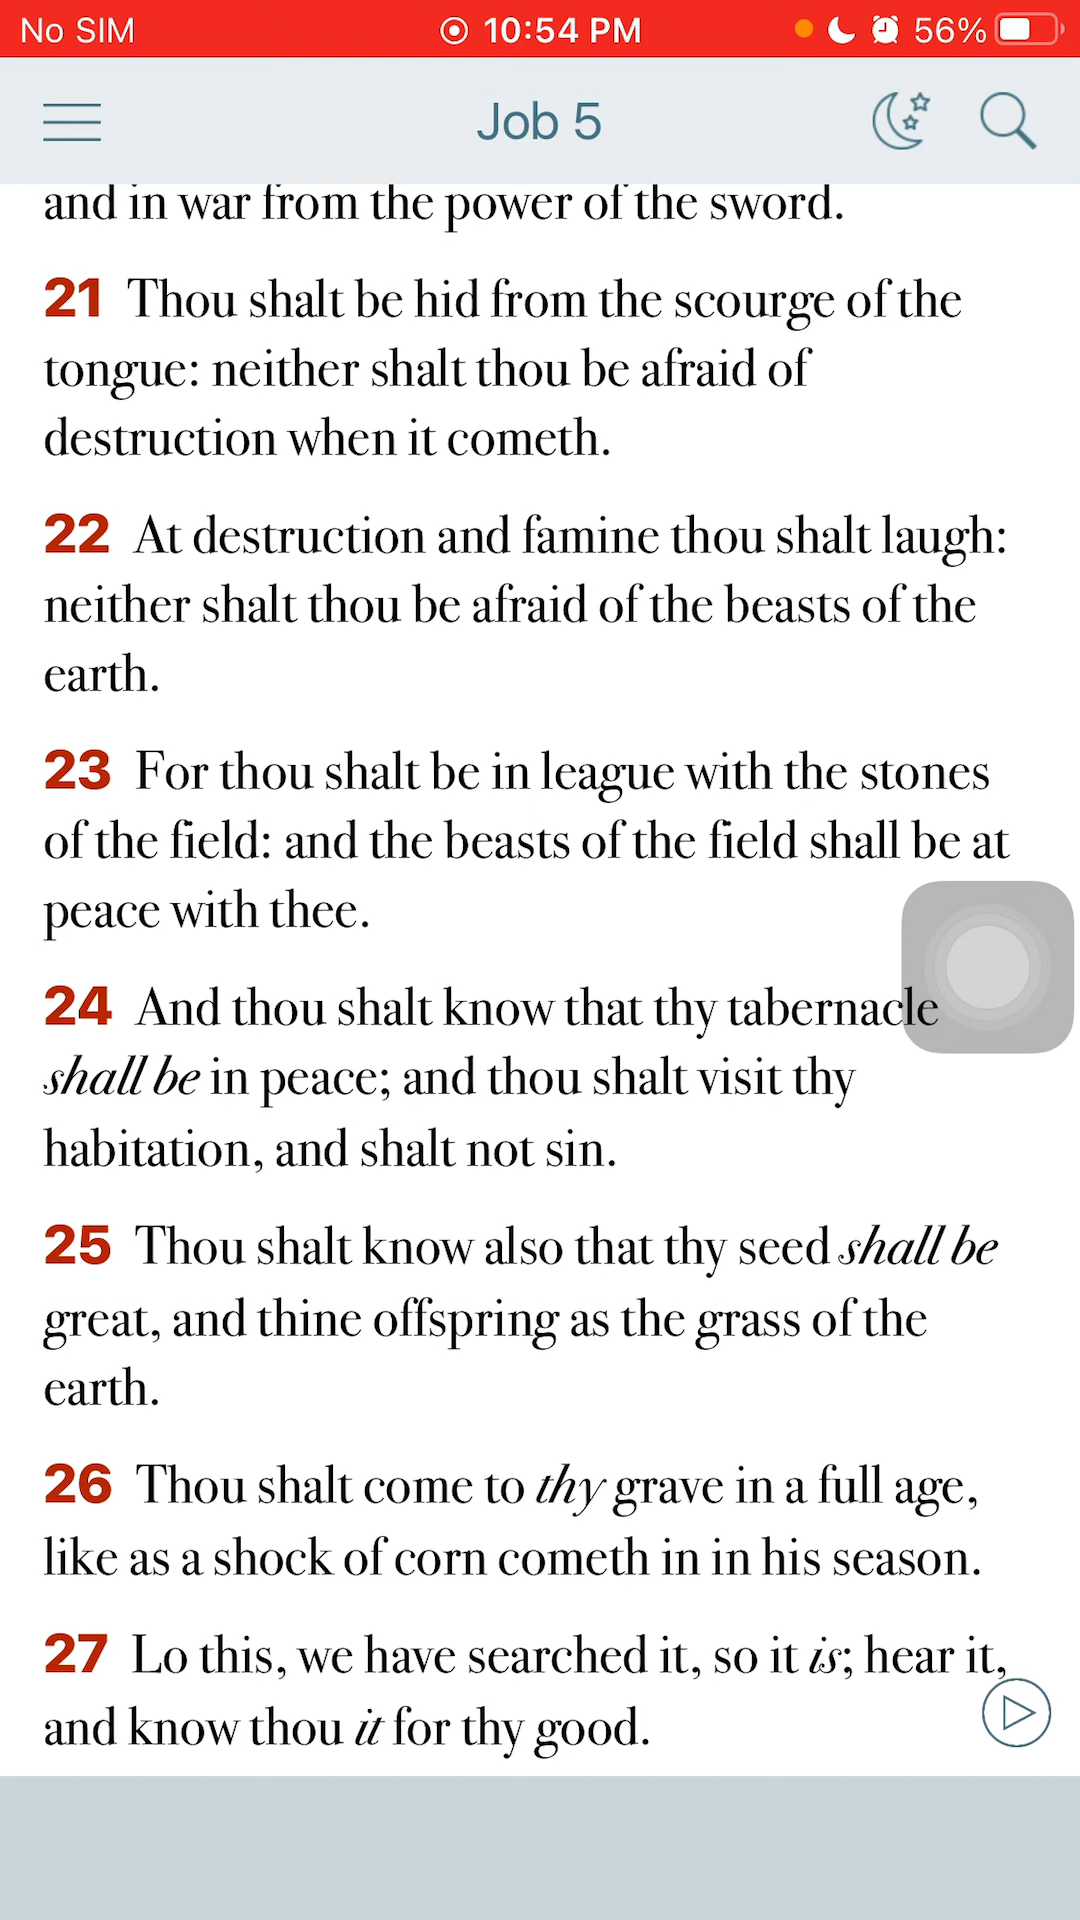 No SIM 10:54 PM 56%
Job 5
and in war from the power of the sword.
21 Thou shalt be hid from the scourge of the
tongue: neither shalt thou be afraid of
destruction when it cometh.
22 At destruction and famine thou shalt laugh:
neither shalt thou be afraid of the beasts of the
earth.
23 For thou shalt be in league with the stones
of the field: and the beasts of the field shall be at
peace with thee.
24 And thou shalt know that thy tabernacle
shall be in peace; and thou shalt visit thy
habitation, and shalt not sin.
25 Thou shalt know also that thy seed shall be
great, and thine offspring as the grass of the
earth.
26 Thou shalt come to thy grave in a full age,
like as a shock of corn cometh in in his season.
27 Lo this, we have searched it, so it is; hear it,
and know thou it for thy good.